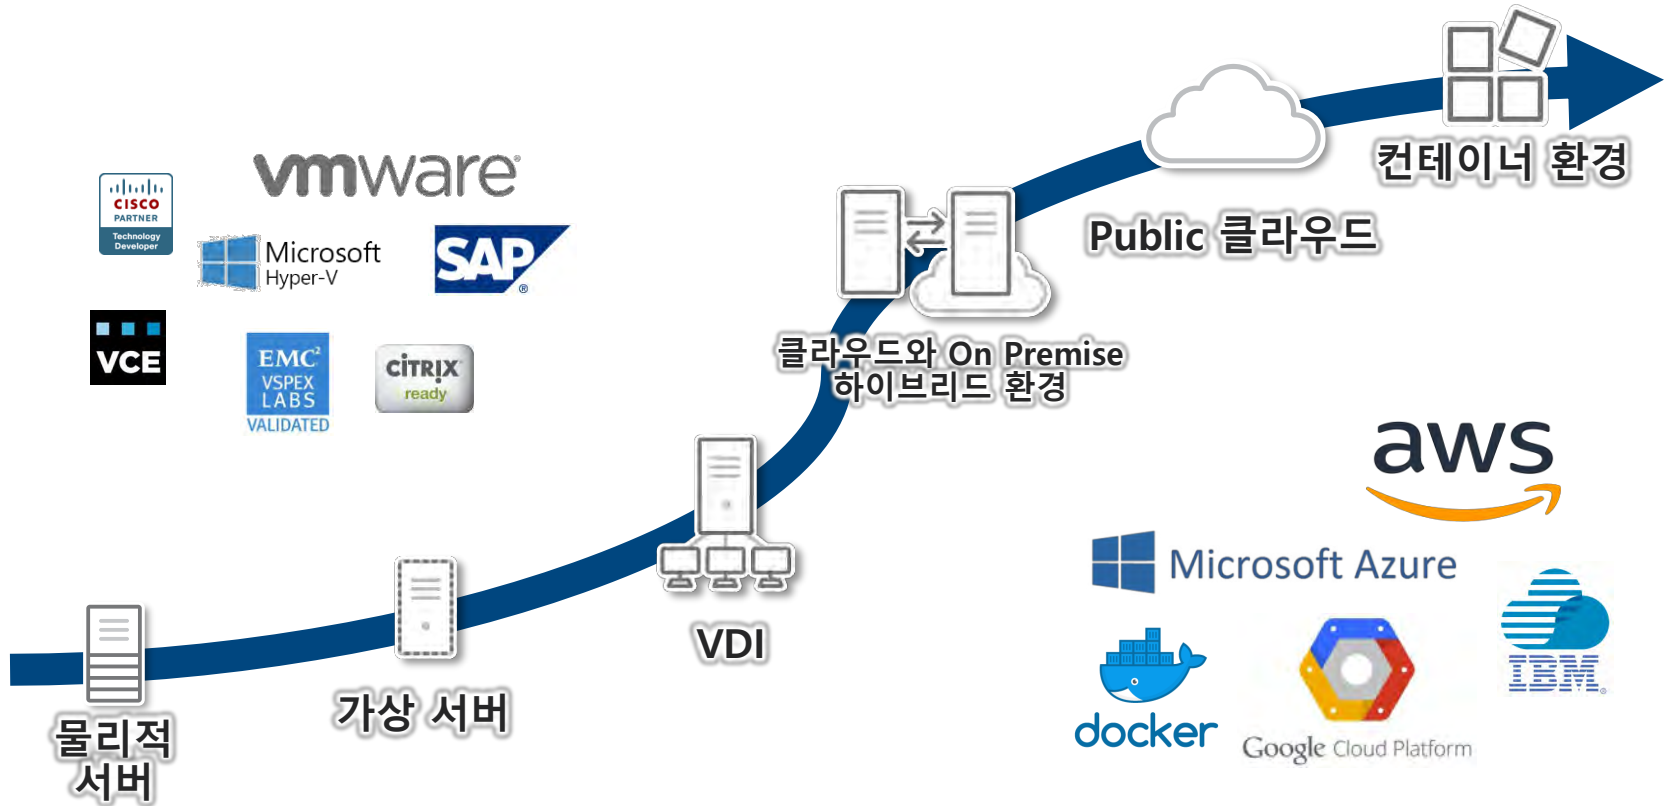 vmware®
CISCO
PARTNER
Technology
Developer
Microsoft
Hyper-V
SAP®
VCE
EMC²
VSPEX
LABS
VALIDATED
CITRIX
ready
물리적
서버
가상 서버
VDI
클라우드와 On Premise
하이브리드 환경
Public 클라우드
컨테이너 환경
aws
Microsoft Azure
IBM®
docker
Google Cloud Platform